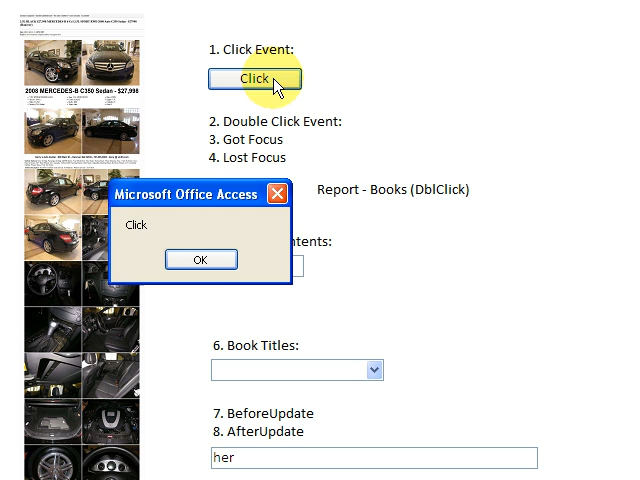 1. Click Event:
Click
2008 MERCEDES-B C350 Sedan - $27,998
2. Double Click Event:
3. Got Focus
4. Lost Focus
Microsoft Office Access
Report - Books (DblClick)
Click
ntents:
OK
6. Book Titles:
7. BeforeUpdate
8. AfterUpdate
her